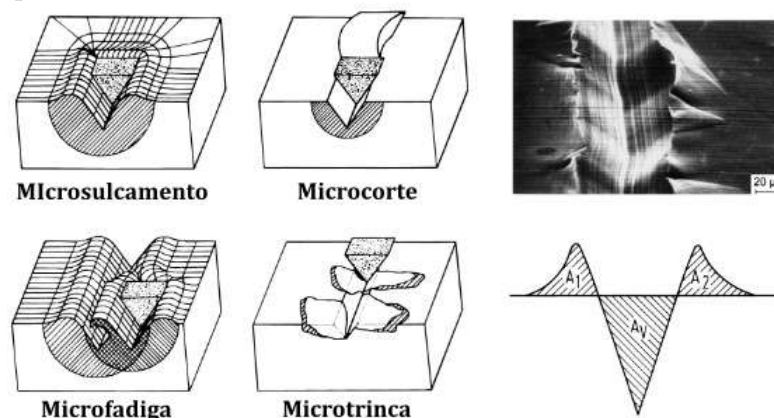 MIcrosulcamento
Microcorte
20 µ
Microfadiga
Microtrinca
A1
A2
Av